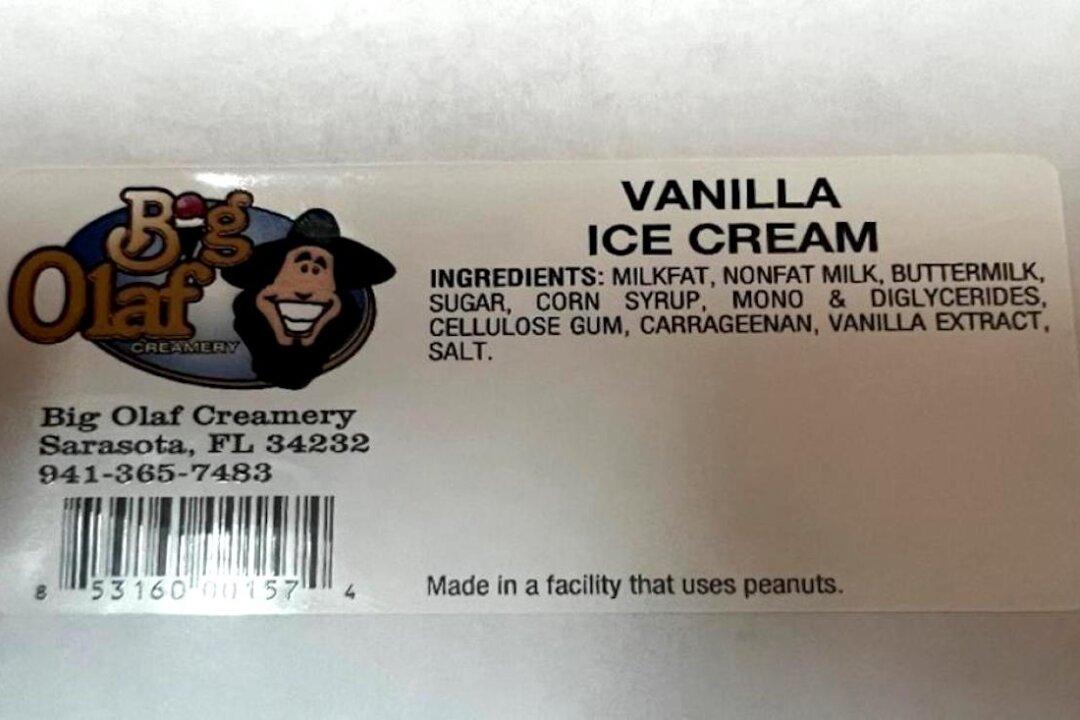 Big
Olaf
CREAMERY
Big Olaf Creamery
Sarasota, FL 34232
941-365-7483
8 53160 00157 4
VANILLA
ICE CREAM
INGREDIENTS: MILKFAT, NONFAT MILK, BUTTERMILK,
SUGAR, CORN SYRUP, MONO & DIGLYCERIDES,
CELLULOSE GUM, CARRAGEENAN, VANILLA EXTRACT,
SALT.
Made in a facility that uses peanuts.